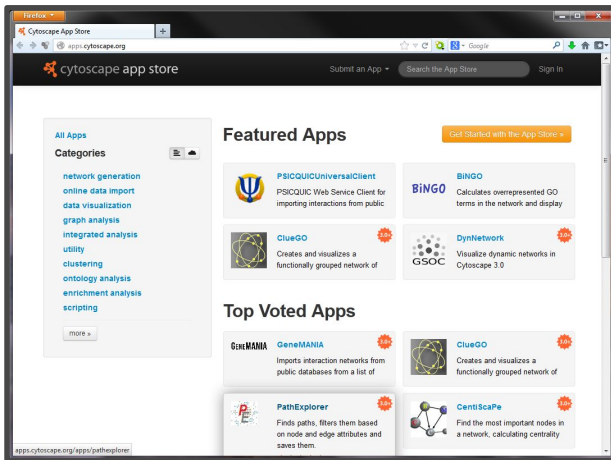 Firefox
Cytoscape App Store
apps.cytoscape.org
Google
cytoscape app store
Submit an App
Search the App Store
Sign In
All Apps
Categories
network generation
online data import
data visualization
graph analysis
integrated analysis
utility
clustering
ontology analysis
enrichment analysis
scripting
more »
Featured Apps
Get Started with the App Store »
PSICQUICUniversalClient
PSICQUIC Web Service Client for
importing interactions from public
BiNGO
BiNGO
Calculates overrepresented GO
terms in the network and display
ClueGO
3.0+
Creates and visualizes a
functionally grouped network of
GSOC
DynNetwork
3.0+
Visualize dynamic networks in
Cytoscape 3.0
Top Voted Apps
GENEMANIA
GeneMANIA
3.0+
Imports interaction networks from
public databases from a list of
ClueGO
3.0+
Creates and visualizes a
functionally grouped network of
PathExplorer
3.0+
Finds paths, filters them based
on node and edge attributes and
saves them.
CentiScaPe
3.0+
Find the most important nodes in
a network, calculating centrality
apps.cytoscape.org/apps/pathexplorer